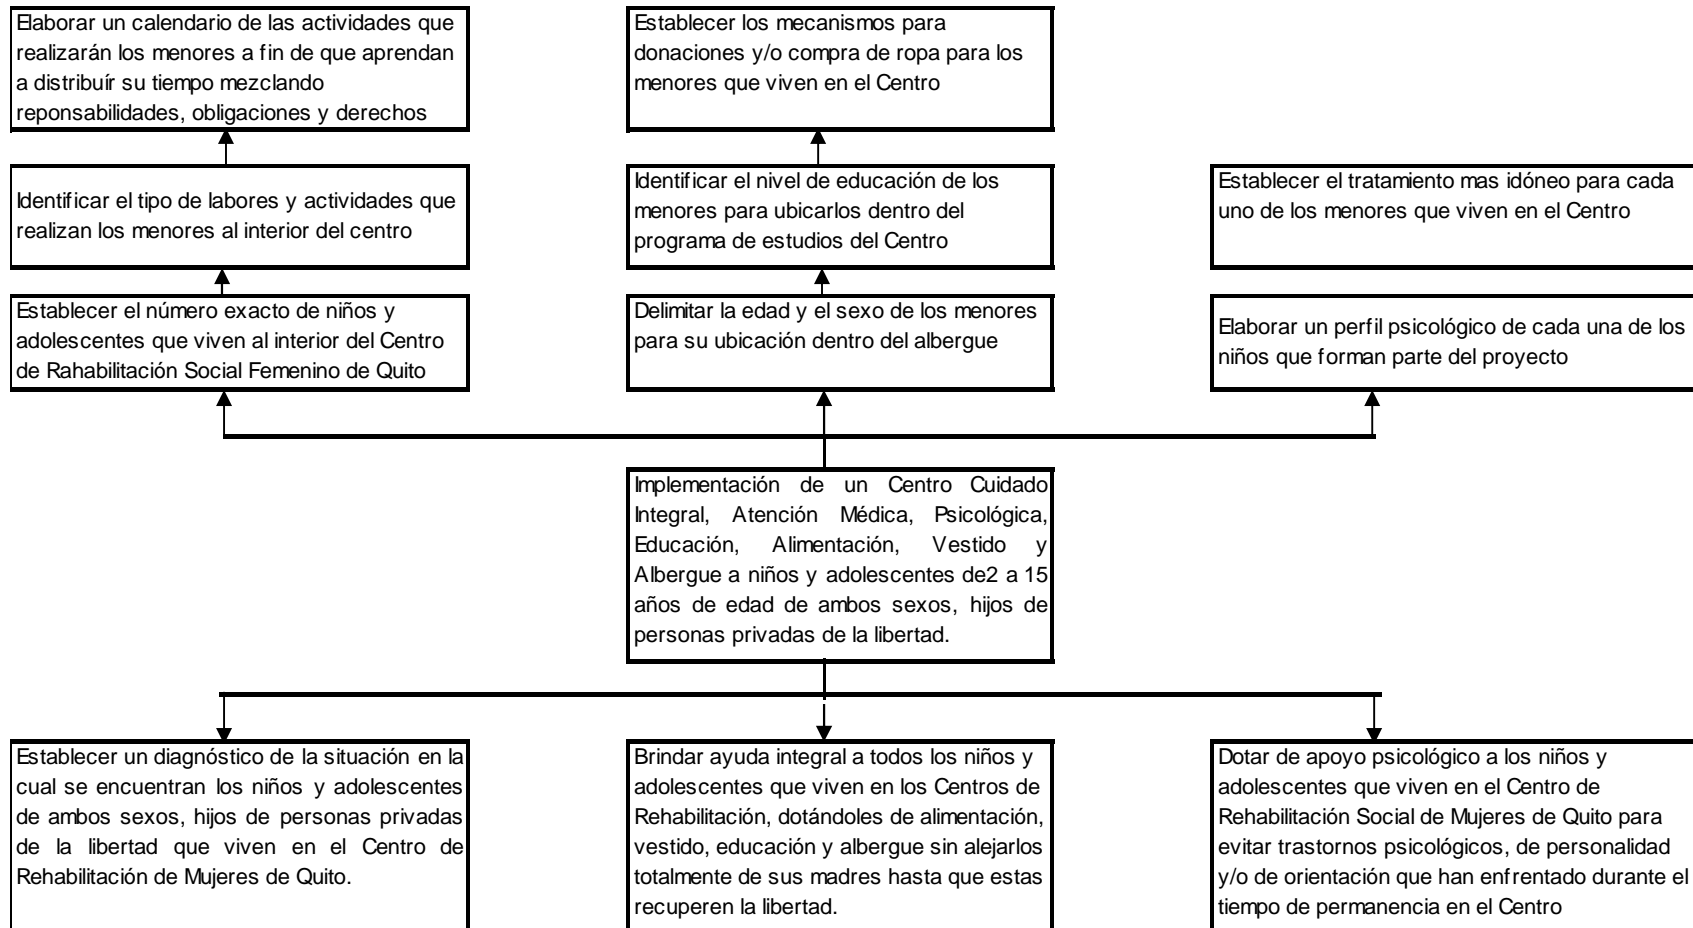 Elaborar un calendario de las actividades que
realizarán los menores a fin de que aprendan
a distribuír su tiempo mezclando
reponsabilidades, obligaciones y derechos
Establecer los mecanismos para
donaciones y/o compra de ropa para los
menores que viven en el Centro
Identificar el tipo de labores y actividades que
realizan los menores al interior del centro
Identificar el nivel de educación de los
menores para ubicarlos dentro del
programa de estudios del Centro
Establecer el tratamiento mas idóneo para cada
uno de los menores que viven en el Centro
Establecer el número exacto de niños y
adolescentes que viven al interior del Centro
de Rahabilitación Social Femenino de Quito
Delimitar la edad y el sexo de los menores
para su ubicación dentro del albergue
Elaborar un perfil psicológico de cada una de los
niños que forman parte del proyecto
Implementación de un Centro Cuidado
Integral, Atención Médica, Psicológica,
Educación, Alimentación, Vestido y
Albergue a niños y adolescentes de2 a 15
años de edad de ambos sexos, hijos de
personas privadas de la libertad.
Establecer un diagnóstico de la situación en la
cual se encuentran los niños y adolescentes
de ambos sexos, hijos de personas privadas
de la libertad que viven en el Centro de
Rehabilitación de Mujeres de Quito.
Brindar ayuda integral a todos los niños y
adolescentes que viven en los Centros de
Rehabilitación, dotándoles de alimentación,
vestido, educación y albergue sin alejarlos
totalmente de sus madres hasta que estas
recuperen la libertad.
Dotar de apoyo psicológico a los niños y
adolescentes que viven en el Centro de
Rehabilitación Social de Mujeres de Quito para
evitar trastornos psicológicos, de personalidad
y/o de orientación que han enfrentado durante el
tiempo de permanencia en el Centro